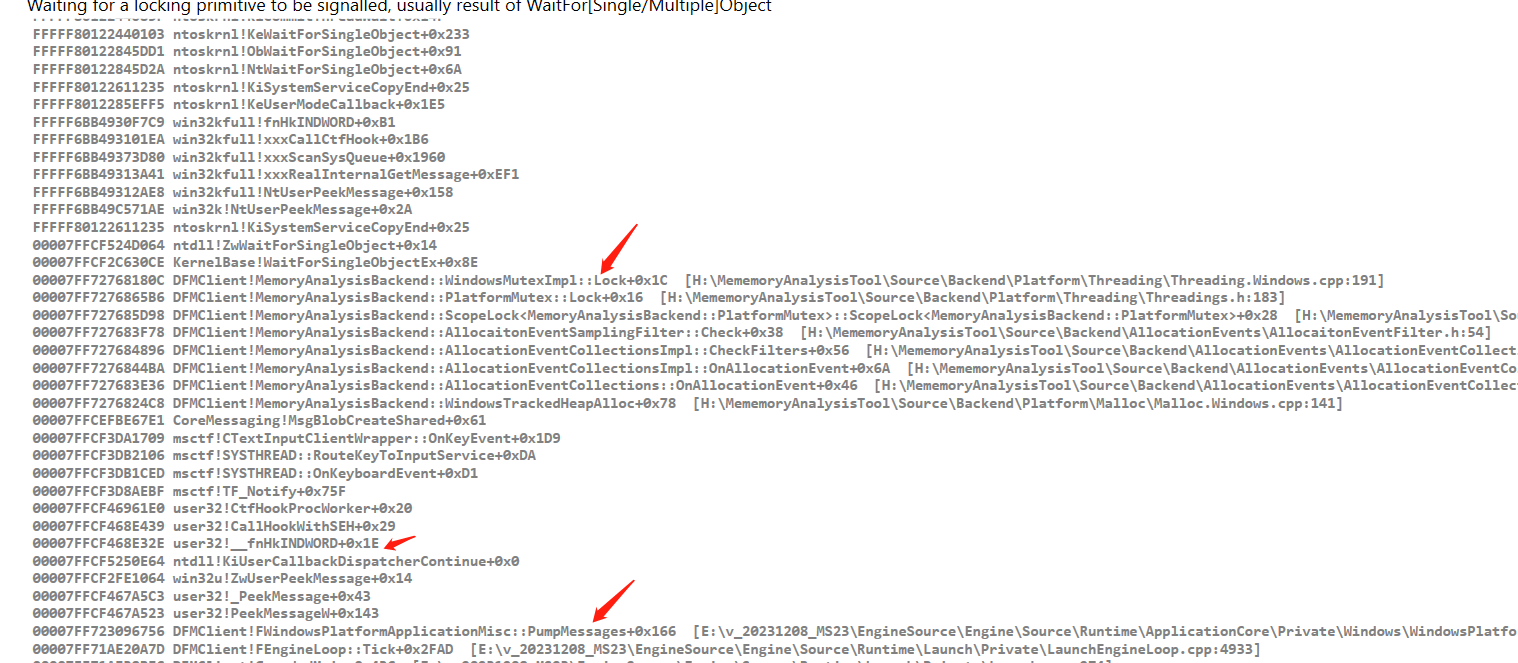 Waiting for a locking primitive to be signalled, usually result of WaitFor[Single/Multiple]Object
FFFFF80122440103 ntoskrnl!KeWaitForSingleObject+0x233
FFFFF80122845DD1 ntoskrnl!ObWaitForSingleObject+0x91
FFFFF80122845D2A ntoskrnl!NtWaitForSingleObject+0x6A
FFFFF80122611235 ntoskrnl!KiSystemServiceCopyEnd+0x25
FFFFF8012285EFF5 ntoskrnl!KeUserModeCallback+0x1E5
FFFFF6BB4930F7C9 win32kfull!fnHkINDWORD+0xB1
FFFFF6BB493101EA win32kfull!xxxCallCtfHook+0x1B6
FFFFF6BB49373D80 win32kfull!xxxScanSysQueue+0x1960
FFFFF6BB49313A41 win32kfull!xxxRealInternalGetMessage+0xEF1
FFFFF6BB49312AE8 win32kfull!NtUserPeekMessage+0x158
FFFFF6BB49C571AE win32k!NtUserPeekMessage+0x2A
FFFFF80122611235 ntoskrnl!KiSystemServiceCopyEnd+0x25
00007FFCF524D064 ntdll!ZwWaitForSingleObject+0x14
00007FFCF2C630CE KernelBase!WaitForSingleObjectEx+0x8E
00007FF72768180C DFMClient!MemoryAnalysisBackend::WindowsMutexImpl::Lock+0x1C [H:\MememoryAnalysisTool\Source\Backend\Platform\Threading\Threading.Windows.cpp:191]
00007FF7276865B6 DFMClient!MemoryAnalysisBackend::PlatformMutex::Lock+0x16 [H:\MememoryAnalysisTool\Source\Backend\Platform\Threading\Threadings.h:183]
00007FF727685D98 DFMClient!MemoryAnalysisBackend::ScopeLock<MemoryAnalysisBackend::PlatformMutex>::ScopeLock<MemoryAnalysisBackend::PlatformMutex>+0x28 [H:\MememoryAnalysisTool\So
00007FF727683F78 DFMClient!MemoryAnalysisBackend::AllocaitonEventSamplingFilter::Check+0x38 [H:\MememoryAnalysisTool\Source\Backend\AllocationEvents\AllocaitonEventFilter.h:54]
00007FF727684896 DFMClient!MemoryAnalysisBackend::AllocationEventCollectionsImpl::CheckFilters+0x56 [H:\MememoryAnalysisTool\Source\Backend\AllocationEvents\AllocationEventCollect
00007FF7276844BA DFMClient!MemoryAnalysisBackend::AllocationEventCollectionsImpl::OnAllocationEvent+0x6A [H:\MememoryAnalysisTool\Source\Backend\AllocationEvents\AllocationEventCo
00007FF727683E36 DFMClient!MemoryAnalysisBackend::AllocationEventCollections::OnAllocationEvent+0x46 [H:\MememoryAnalysisTool\Source\Backend\AllocationEvents\AllocationEventCollec
00007FF7276824C8 DFMClient!MemoryAnalysisBackend::WindowsTrackedHeapAlloc+0x78 [H:\MememoryAnalysisTool\Source\Backend\Platform\Malloc\Malloc.Windows.cpp:141]
00007FFCEFBE67E1 CoreMessaging!MsgBlobCreateShared+0x61
00007FFCF3DA1709 msctf!CTextInputClientWrapper::OnKeyEvent+0x1D9
00007FFCF3DB2106 msctf!SYSTHREAD::RouteKeyToInputService+0xDA
00007FFCF3DB1CED msctf!SYSTHREAD::OnKeyboardEvent+0xD1
00007FFCF3D8AEBF msctf!TF_Notify+0x75F
00007FFCF46961E0 user32!CtfHookProcWorker+0x20
00007FFCF468E439 user32!CallHookWithSEH+0x29
00007FFCF468E32E user32!__fnHkINDWORD+0x1E
00007FFCF5250E64 ntdll!KiUserCallbackDispatcherContinue+0x0
00007FFCF2FE1064 win32u!ZwUserPeekMessage+0x14
00007FFCF467A5C3 user32!_PeekMessage+0x43
00007FFCF467A523 user32!PeekMessageW+0x143
00007FF723096756 DFMClient!FWindowsPlatformApplicationMisc::PumpMessages+0x166 [E:\v_20231208_MS23\EngineSource\Engine\Source\Runtime\ApplicationCore\Private\Windows\WindowsPlatfo
00007FF71AE20A7D DFMClient!FEngineLoop::Tick+0x2FAD [E:\v_20231208_MS23\EngineSource\Engine\Source\Runtime\Launch\Private\LaunchEngineLoop.cpp:4933]